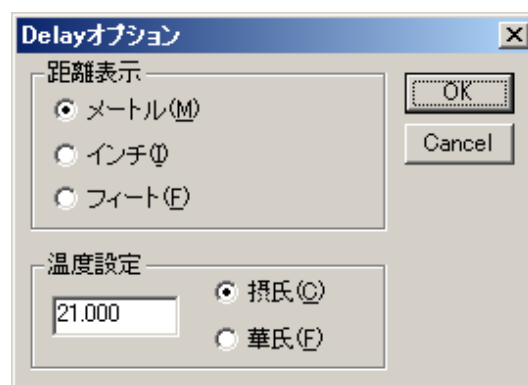 Delayオプション
距離表示
メートル(M)
インチ(I)
フィート(F)
OK
Cancel
温度設定
21.000
摂氏(C)
華氏(F)